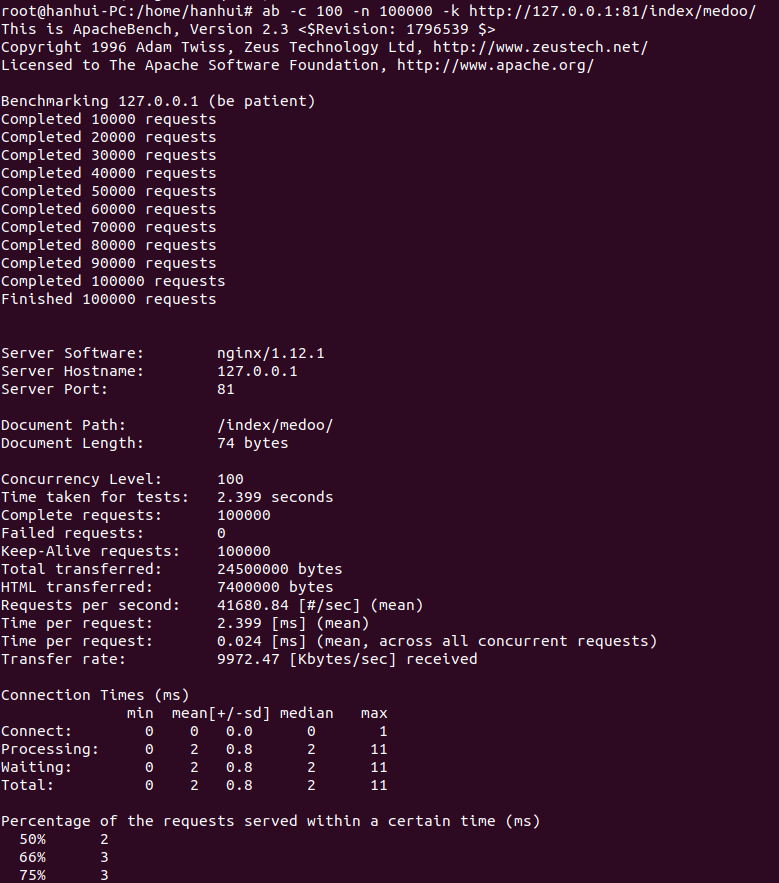 root@hanhui-PC:/home/hanhui# ab -c 100 -n 100000 -k http://127.0.0.1:81/index/medoo/
This is ApacheBench, Version 2.3 <$Revision: 1796539 $>
Copyright 1996 Adam Twiss, Zeus Technology Ltd, http://www.zeustech.net/
Licensed to The Apache Software Foundation, http://www.apache.org/

Benchmarking 127.0.0.1 (be patient)
Completed 10000 requests
Completed 20000 requests
Completed 30000 requests
Completed 40000 requests
Completed 50000 requests
Completed 60000 requests
Completed 70000 requests
Completed 80000 requests
Completed 90000 requests
Completed 100000 requests
Finished 100000 requests


Server Software:        nginx/1.12.1
Server Hostname:        127.0.0.1
Server Port:            81

Document Path:          /index/medoo/
Document Length:        74 bytes

Concurrency Level:      100
Time taken for tests:   2.399 seconds
Complete requests:      100000
Failed requests:        0
Keep-Alive requests:    100000
Total transferred:      24500000 bytes
HTML transferred:       7400000 bytes
Requests per second:    41680.84 [#/sec] (mean)
Time per request:       2.399 [ms] (mean)
Time per request:       0.024 [ms] (mean, across all concurrent requests)
Transfer rate:          9972.47 [Kbytes/sec] received

Connection Times (ms)
              min  mean[+/-sd] median   max
Connect:        0    0   0.0      0       1
Processing:     0    2   0.8      2      11
Waiting:        0    2   0.8      2      11
Total:          0    2   0.8      2      11

Percentage of the requests served within a certain time (ms)
  50%      2
  66%      3
  75%      3